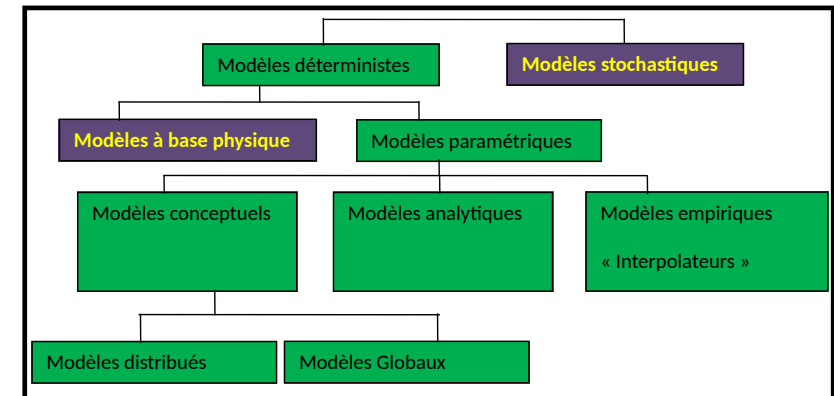 Modèles déterministes
Modèles stochastiques
Modèles à base physique
Modèles paramétriques
Modèles conceptuels
Modèles analytiques
Modèles empiriques
« Interpolateurs »
Modèles distribués
Modèles Globaux